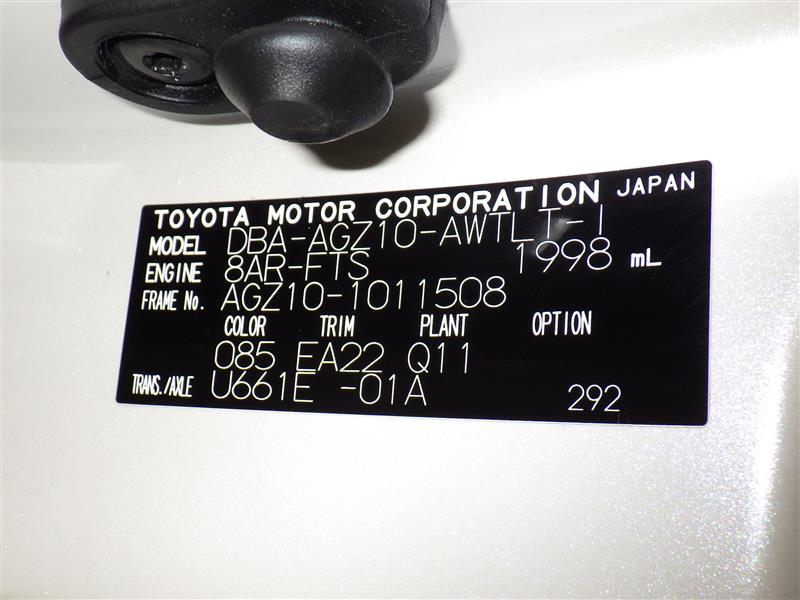 TOYOTA MOTOR CORPORATION JAPAN
MODEL DBA-AGZ10-AWTLT-I
ENGINE 8AR-FTS 1998 mL
FRAME No. AGZ10-1011508
COLOR TRIM PLANT OPTION
085 EA22 Q11
TRANS./AXLE U661E -01A 292